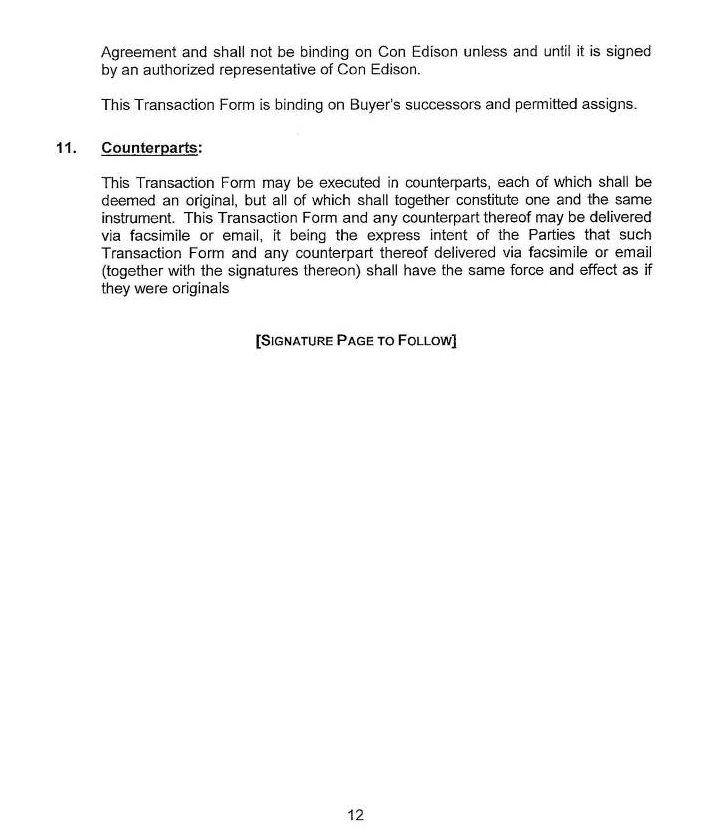 Agreement and shall not be binding on Con Edison unless and until it is signed
by an authorized representative of Con Edison.
This Transaction Form is binding on Buyer's successors and permitted assigns.
11. Counterparts:
This Transaction Form may be executed in counterparts, each of which shall be
deemed an original, but all of which shall together constitute one and the same
instrument. This Transaction Form and any counterpart thereof may be delivered
via facsimile or email, it being the express intent of the Parties that such
Transaction Form and any counterpart thereof delivered via facsimile or email
(together with the signatures thereon) shall have the same force and effect as if
they were originals
[SIGNATURE PAGE TO FOLLOW]
12